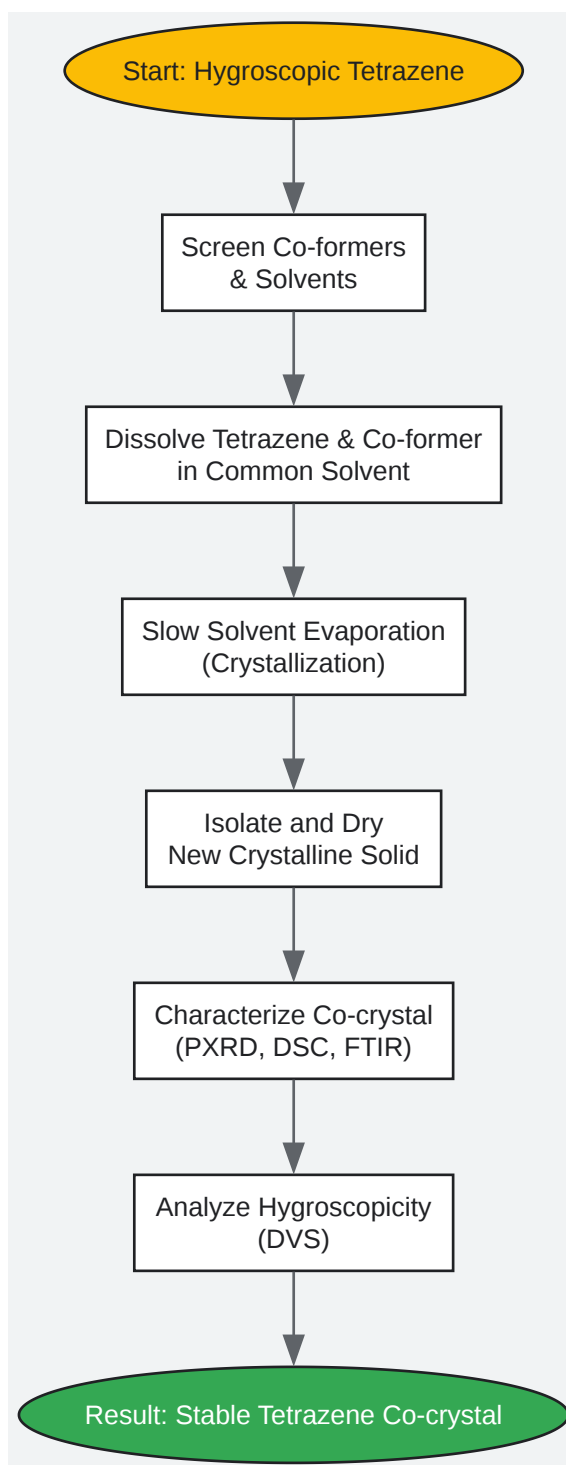 Start: Hygroscopic Tetrazene
Screen Co-formers
& Solvents
Dissolve Tetrazene & Co-former
in Common Solvent
Slow Solvent Evaporation
(Crystallization)
Isolate and Dry
New Crystalline Solid
Characterize Co-crystal
(PXRD, DSC, FTIR)
Analyze Hygroscopicity
(DVS)
Result: Stable Tetrazene Co-crystal